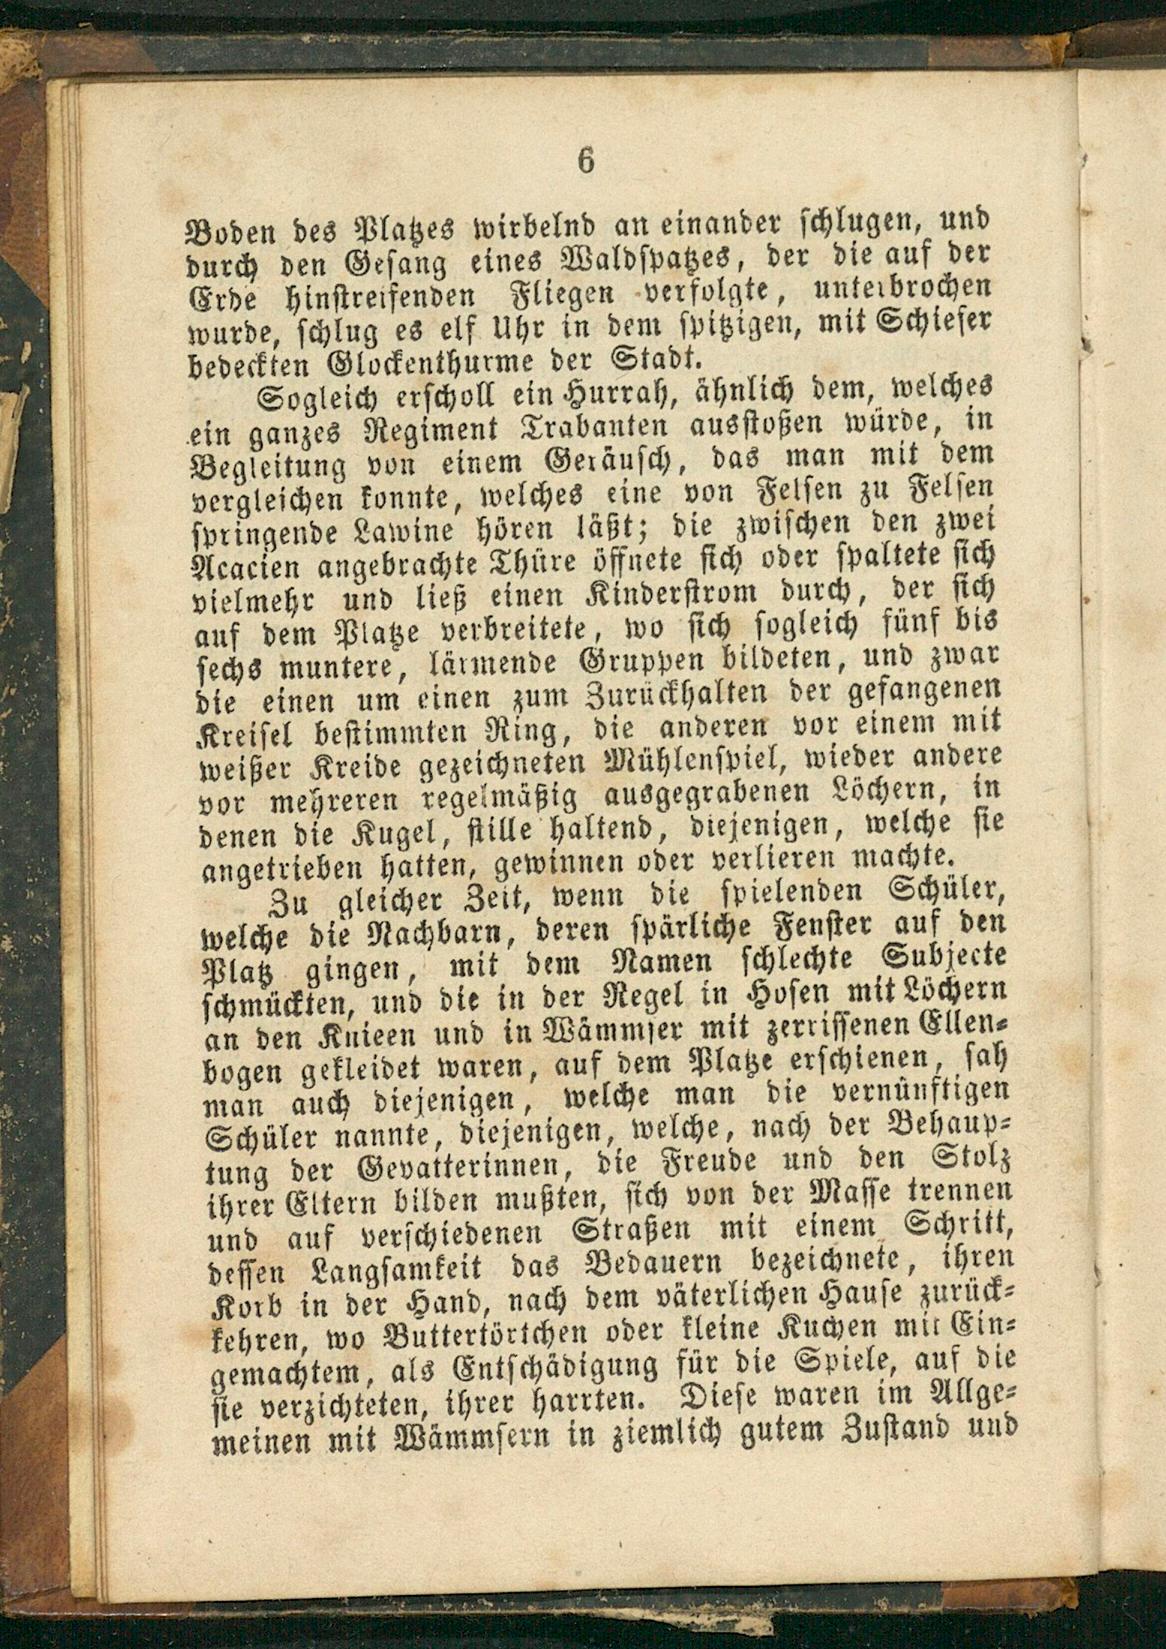 6
Boden des Platzes wirbelnd an einander schlugen, und
durch den Gesang eines Waldspatzes, der die auf der
Erde hinstreifenden Fliegen verfolgte, unterbrochen
wurde, schlug es elf Uhr in dem spitzigen, mit Schiefer
bedeckten Glockenthurme der Stadt.
Sogleich erscholl ein Hurrah, ähnlich dem, welches
ein ganzes Regiment Trabanten ausstoßen würde, in
Begleitung von einem Geräusch, das man mit dem
vergleichen konnte, welches eine von Felsen zu Felsen
springende Lawine hören läßt; die zwischen den zwei
Acacien angebrachte Thüre öffnete sich oder spaltete sich
vielmehr und ließ einen Kinderstrom durch, der sich
auf dem Platze verbreitete, wo sich sogleich fünf bis
sechs muntere, lärmende Gruppen bildeten, und zwar
die einen um einen zum Zurückhalten der gefangenen
Kreisel bestimmten Ring, die anderen vor einem mit
weißer Kreide gezeichneten Mühlenspiel, wieder andere
vor mehreren regelmäßig ausgegrabenen Löchern, in
denen die Kugel, stille haltend, diejenigen, welche sie
angetrieben hatten, gewinnen oder verlieren machte.
Zu gleicher Zeit, wenn die spielenden Schüler,
welche die Nachbarn, deren spärliche Fenster auf den
Platz gingen, mit dem Namen schlechte Subjecte
schmückten, und die in der Regel in Hosen mit Löchern
an den Knieen und in Wämmser mit zerrissenen Ellen-
bogen gekleidet waren, auf dem Platze erschienen, sah
man auch diejenigen, welche man die vernünftigen
Schüler nannte, diejenigen, welche, nach der Behaup-
tung der Gevatterinnen, die Freude und den Stolz
ihrer Eltern bilden mußten, sich von der Masse trennen
und auf verschiedenen Straßen mit einem Schritt,
dessen Langsamkeit das Bedauern bezeichnete, ihren
Korb in der Hand, nach dem väterlichen Hause zurück-
kehren, wo Buttertörtchen oder kleine Kuchen mit Ein-
gemachtem, als Entschädigung für die Spiele, auf die
sie verzichteten, ihrer harrten. Diese waren im Allge-
meinen mit Wämmsern in ziemlich gutem Zustand und